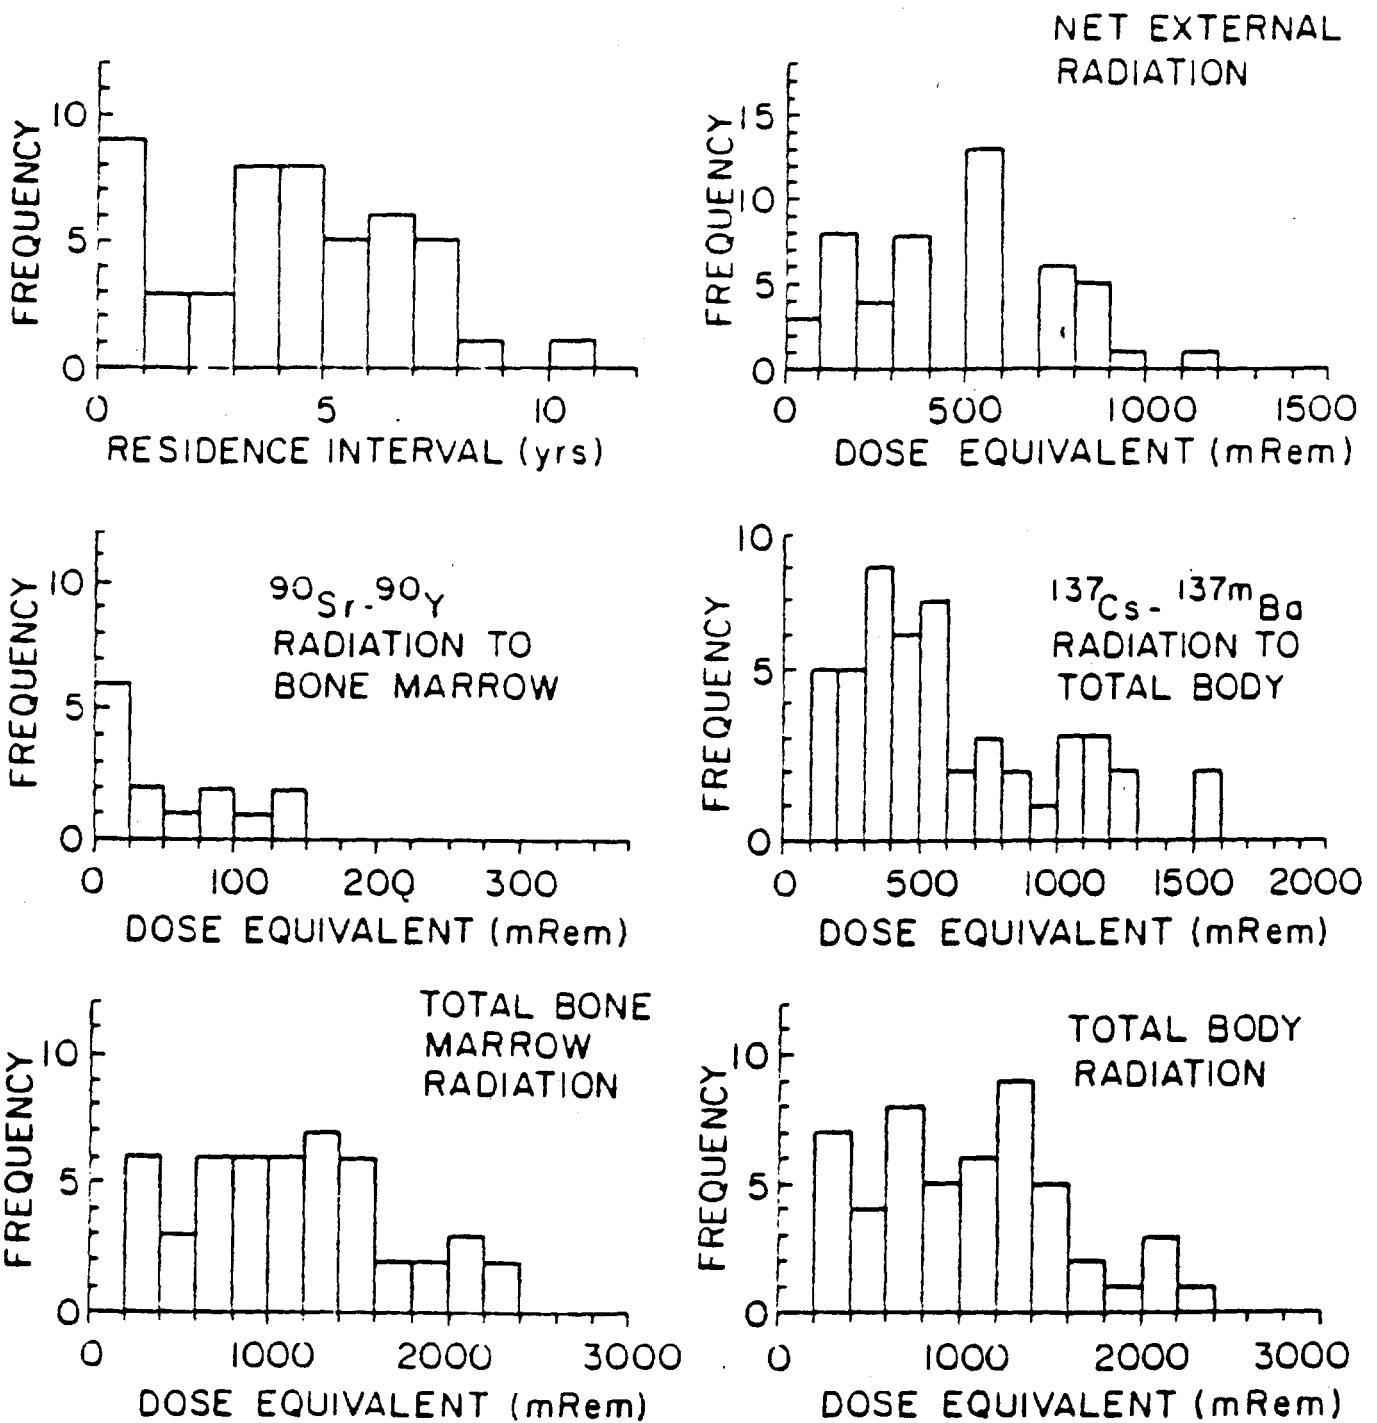 10
5
0
FREQUENCY
0 5 10
RESIDENCE INTERVAL (yrs)
NET EXTERNAL
RADIATION
15
10
5
0
FREQUENCY
0 500 1000 1500
DOSE EQUIVALENT (mRem)
90Sr-90Y
RADIATION TO
BONE MARROW
10
5
0
FREQUENCY
0 100 200 300
DOSE EQUIVALENT (mRem)
137Cs- 137mBa
RADIATION TO
TOTAL BODY
10
5
0
FREQUENCY
0 500 1000 1500 2000
DOSE EQUIVALENT (mRem)
TOTAL BONE
MARROW
RADIATION
10
5
0
FREQUENCY
0 1000 2000 3000
DOSE EQUIVALENT (mRem)
TOTAL BODY
RADIATION
10
5
0
FREQUENCY
0 1000 2000 3000
DOSE EQUIVALENT (mRem)